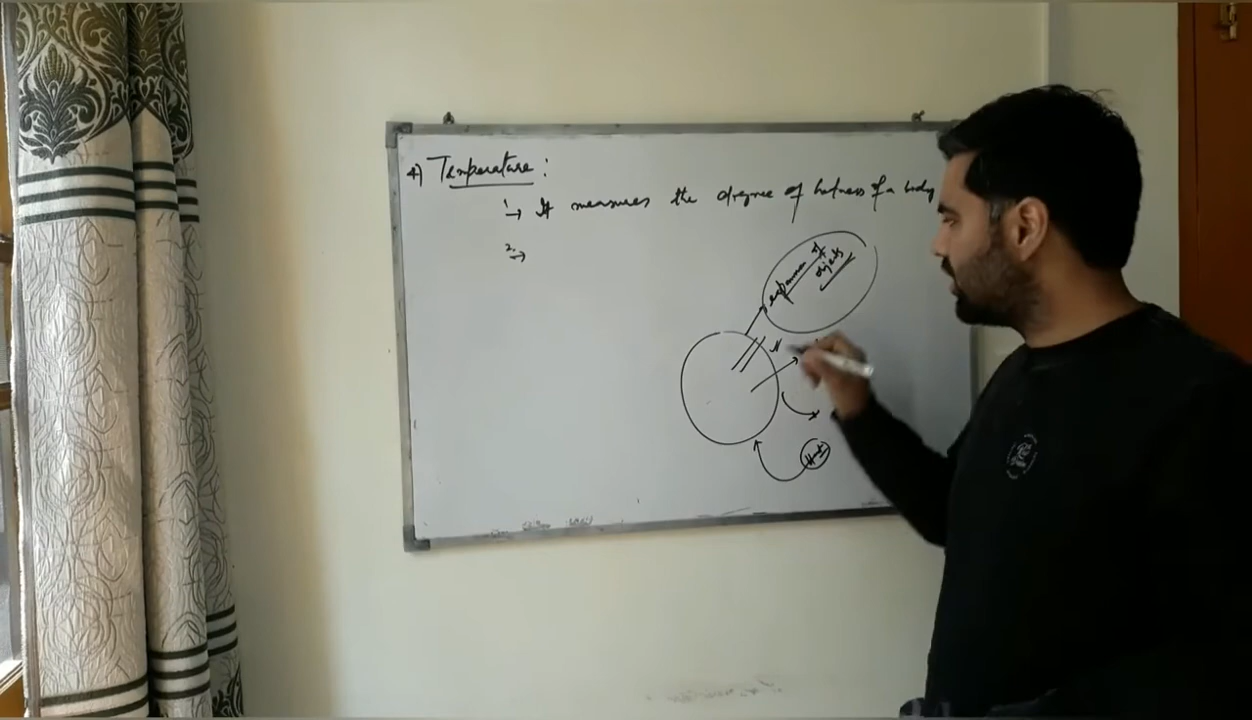 4) Temperature :
1. → It measures the degree of hotness of a body
2. →
expansion of
objects
Heat